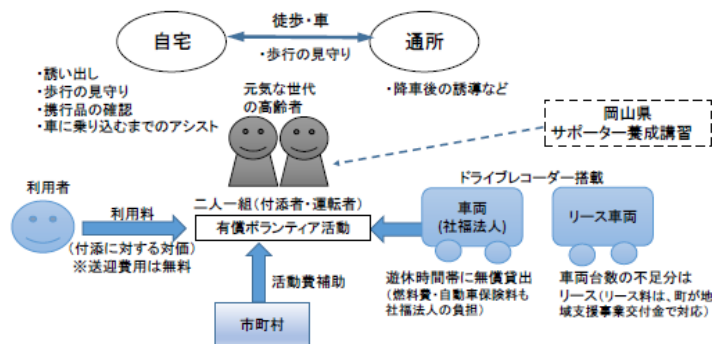 徒歩・車
自宅
通所
・歩行の見守り
・誘い出し
・歩行の見守り
・携行品の確認
・車に乗り込むまでのアシスト
元気な世代
の高齢者
・降車後の誘導など
岡山県
サポーター養成講習
利用者
利用料
(付添に対する対価)
※送迎費用は無料
二人一組(付添者・運転者)
有償ボランティア活動
ドライブレコーダー搭載
車両
(社福法人)
リース車両
活動費補助
市町村
遊休時間帯に無償貸出
(燃料費・自動車保険料も
社福法人の負担)
車両台数の不足分は
リース(リース料は、町が地
域支援事業交付金で対応)